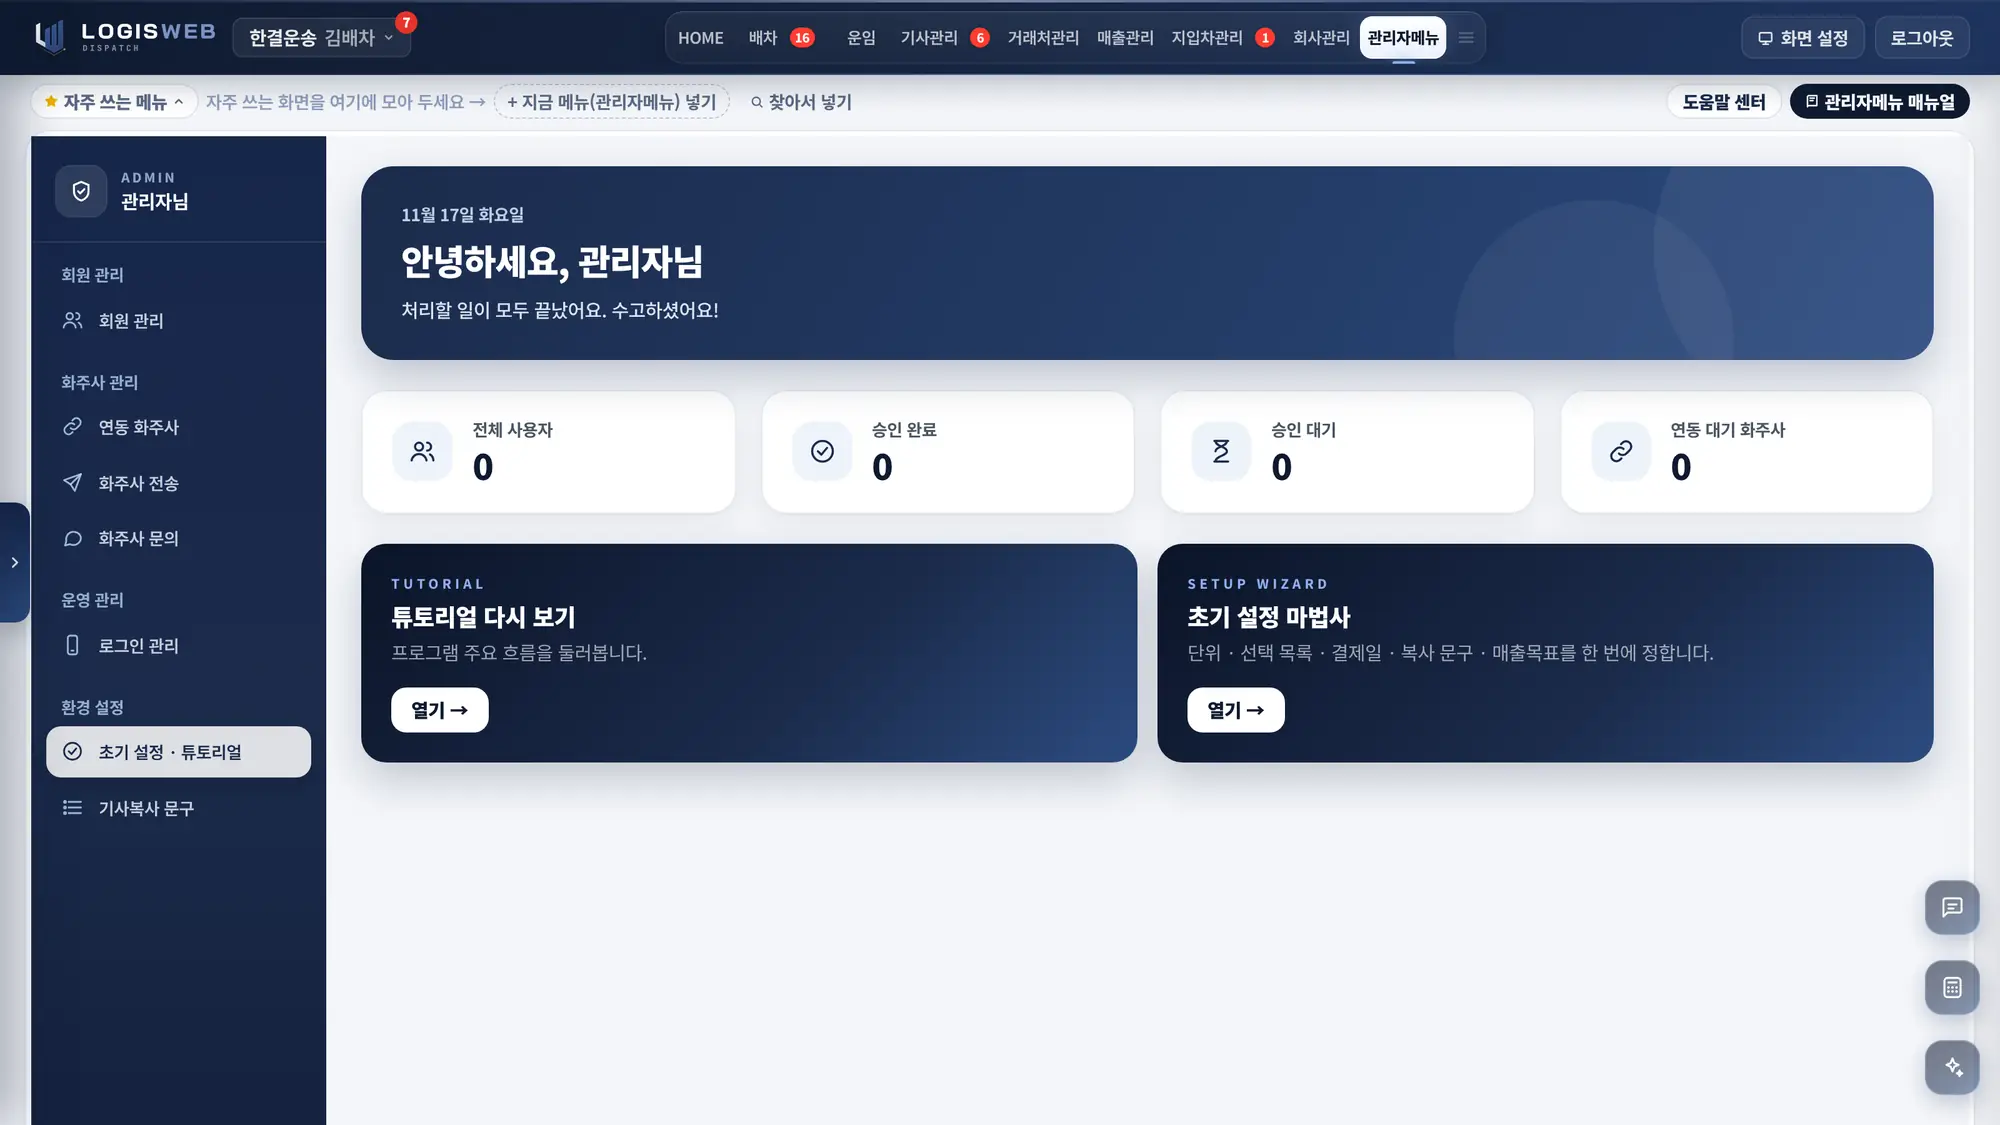 LOGISWEB
DISPATCH
한결운송 김배차
7
HOME
배차 16
운임
기사관리 6
거래처관리
매출관리
지입차관리 1
회사관리
관리자메뉴
화면 설정
로그아웃
자주 쓰는 메뉴
자주 쓰는 화면을 여기에 모아 두세요 →
+ 지금 메뉴(관리자메뉴) 넣기
찾아서 넣기
도움말 센터
관리자메뉴 매뉴얼
ADMIN
관리자님
회원 관리
회원 관리
화주사 관리
연동 화주사
화주사 전송
화주사 문의
운영 관리
로그인 관리
환경 설정
초기 설정 · 튜토리얼
기사복사 문구
11월 17일 화요일
안녕하세요, 관리자님
처리할 일이 모두 끝났어요. 수고하셨어요!
전체 사용자
0
승인 완료
0
승인 대기
0
연동 대기 화주사
0
TUTORIAL
튜토리얼 다시 보기
프로그램 주요 흐름을 둘러봅니다.
열기 →
SETUP WIZARD
초기 설정 마법사
단위 · 선택 목록 · 결제일 · 복사 문구 · 매출목표를 한 번에 정합니다.
열기 →